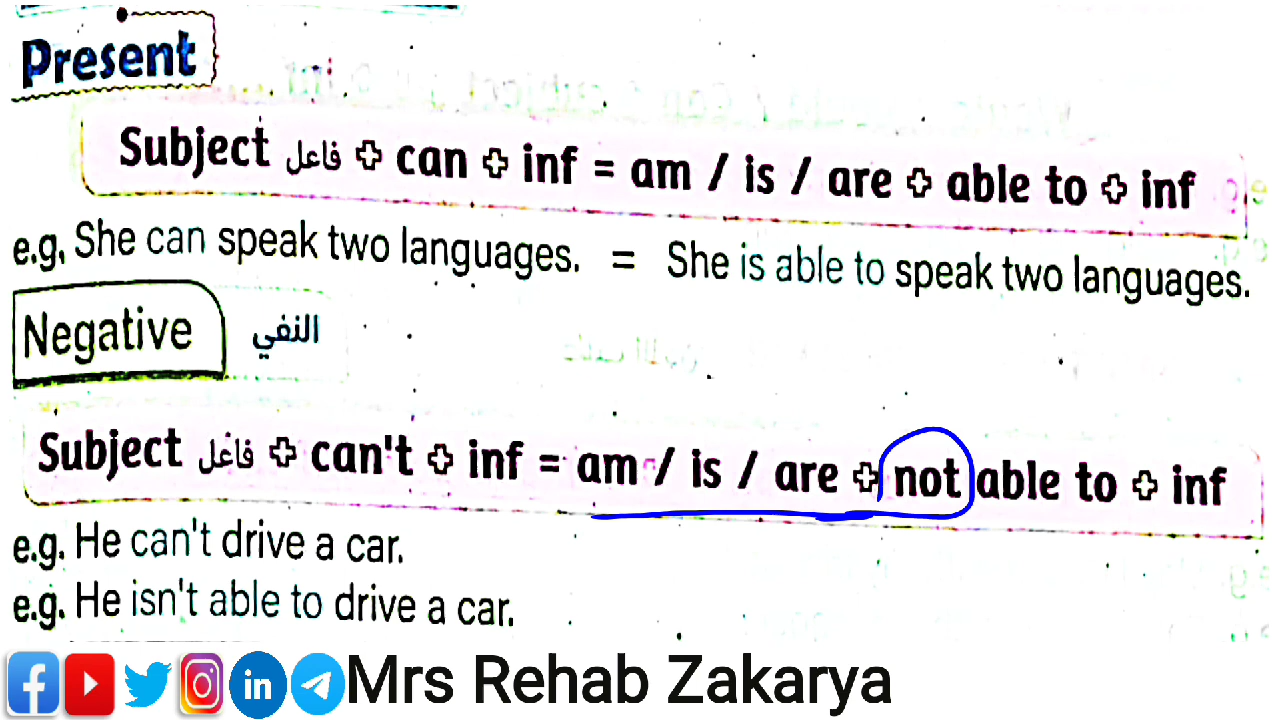 Present
Subject فاعل + can + inf = am / is / are + able to + inf
e.g. She can speak two languages. = She is able to speak two languages.
Negative النفي
Subject فاعل + can't + inf = am / is / are + not able to + inf
e.g. He can't drive a car.
e.g. He isn't able to drive a car.
Mrs Rehab Zakarya